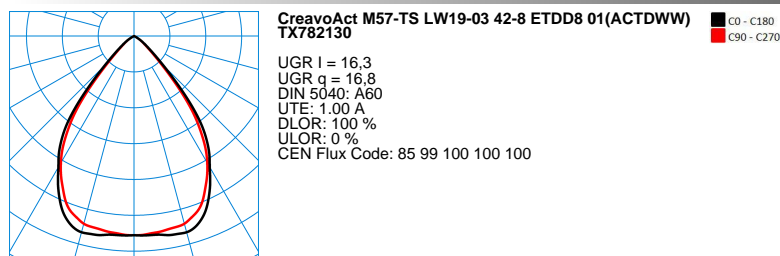 CreavoAct M57-TS LW19-03 42-8 ETDD8 01(ACTDWW)
TX782130
C0 - C180
C90 - C270
UGR l = 16,3
UGR q = 16,8
DIN 5040: A60
UTE: 1.00 A
DLOR: 100 %
ULOR: 0 %
CEN Flux Code: 85 99 100 100 100